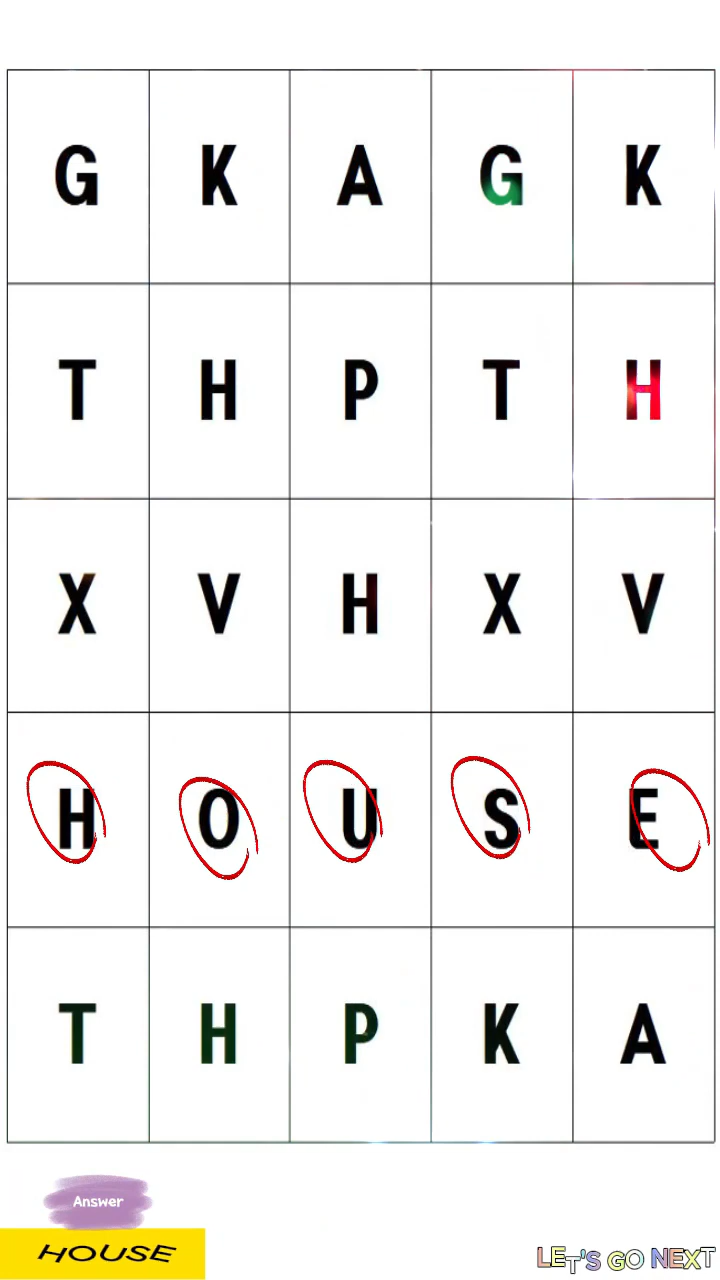 G K A G K
T H P T H
X V H X V
H O U S E
T H P K A
Answer
HOUSE
LET'S GO NEXT